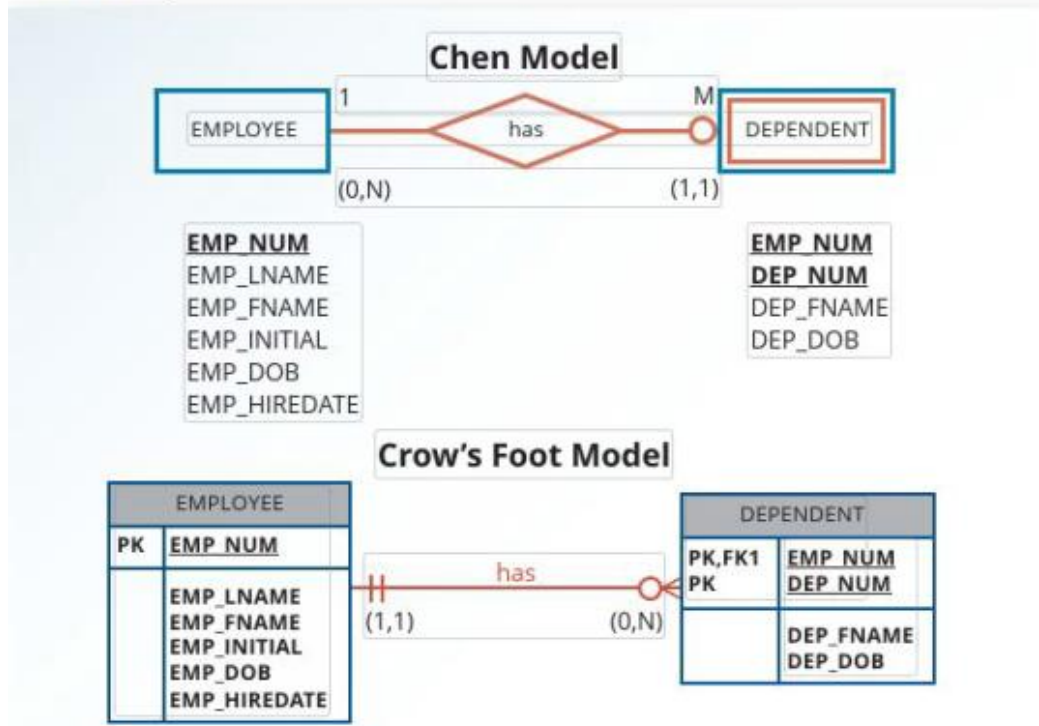 Chen Model
1 M
EMPLOYEE has DEPENDENT
(0,N) (1,1)
EMP_NUM
EMP_LNAME
EMP_FNAME
EMP_INITIAL
EMP_DOB
EMP_HIREDATE
EMP_NUM
DEP_NUM
DEP_FNAME
DEP_DOB
Crow's Foot Model
EMPLOYEE
PK EMP_NUM
EMP_LNAME
EMP_FNAME
EMP_INITIAL
EMP_DOB
EMP_HIREDATE
has
(1,1) (0,N)
DEPENDENT
PK,FK1 EMP_NUM
PK DEP_NUM
DEP_FNAME
DEP_DOB